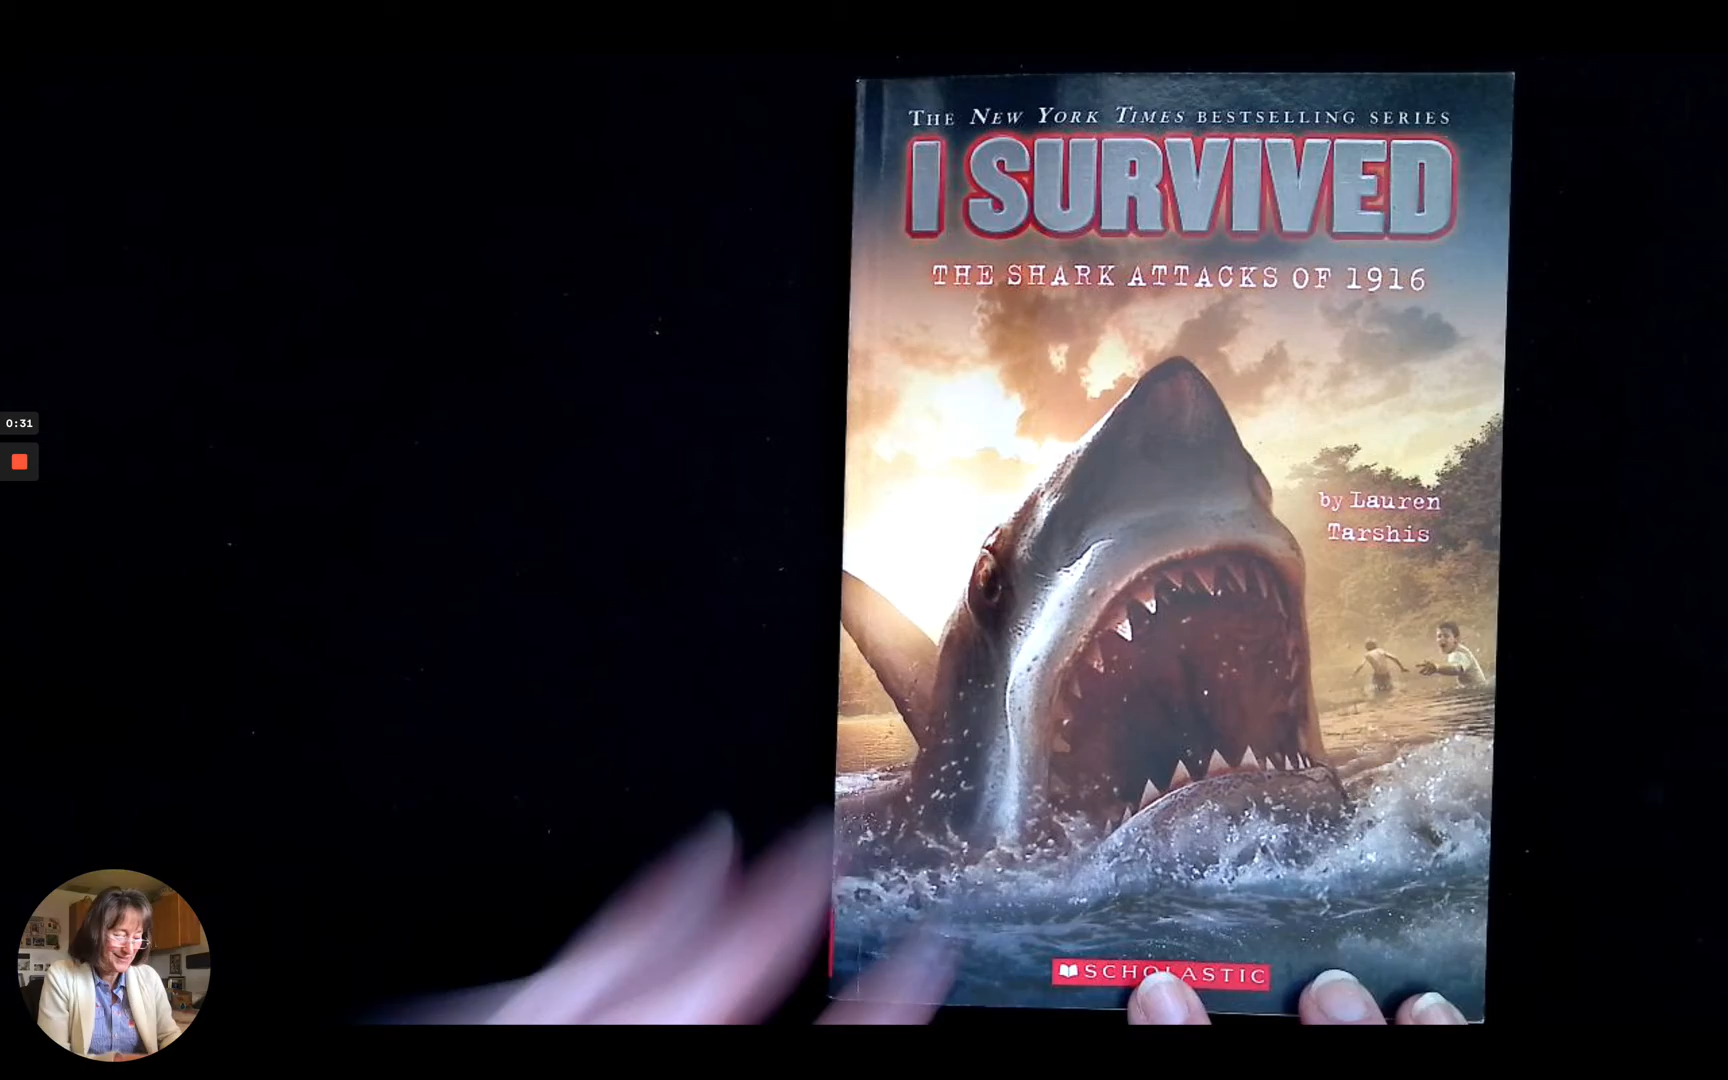 THE NEW YORK TIMES BESTSELLING SERIES
I SURVIVED
THE SHARK ATTACKS OF 1916
by Lauren
Tarshis
0:31
SCHOLASTIC